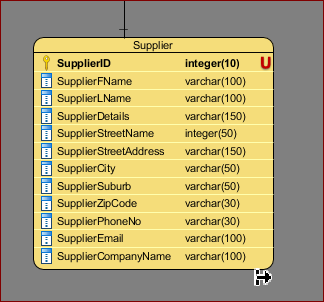 Supplier
SupplierID integer(10) U
SupplierFName varchar(100)
SupplierLName varchar(100)
SupplierDetails varchar(150)
SupplierStreetName integer(50)
SupplierStreetAddress varchar(150)
SupplierCity varchar(50)
SupplierSuburb varchar(50)
SupplierZipCode varchar(30)
SupplierPhoneNo varchar(30)
SupplierEmail varchar(100)
SupplierCompanyName varchar(100)